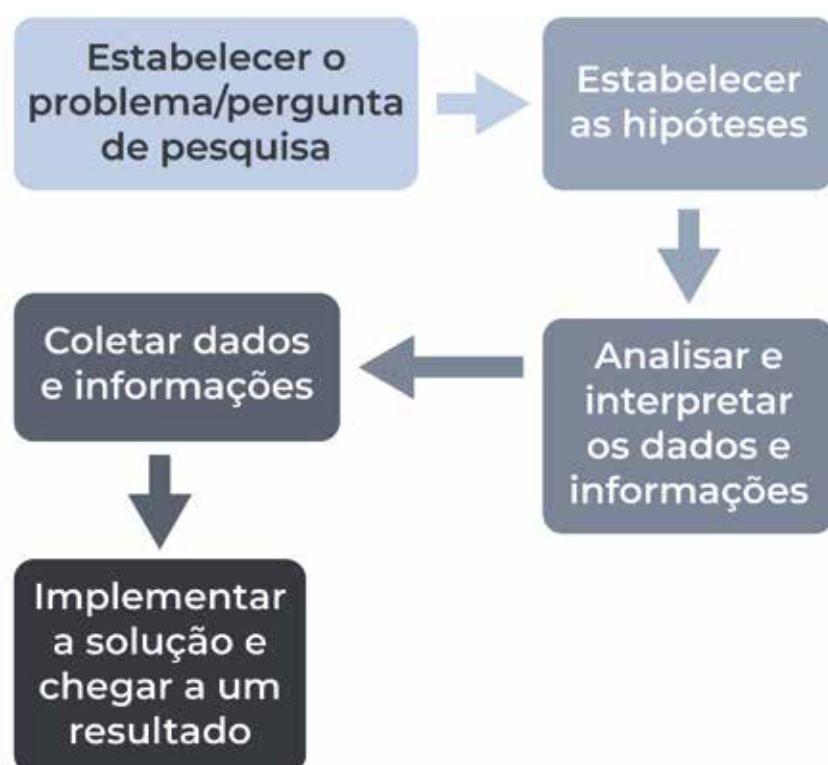 Estabelecer o
problema/pergunta
de pesquisa
Estabelecer
as hipóteses
Analisar e
interpretar
os dados e
informações
Coletar dados
e informações
Implementar
a solução e
chegar a um
resultado